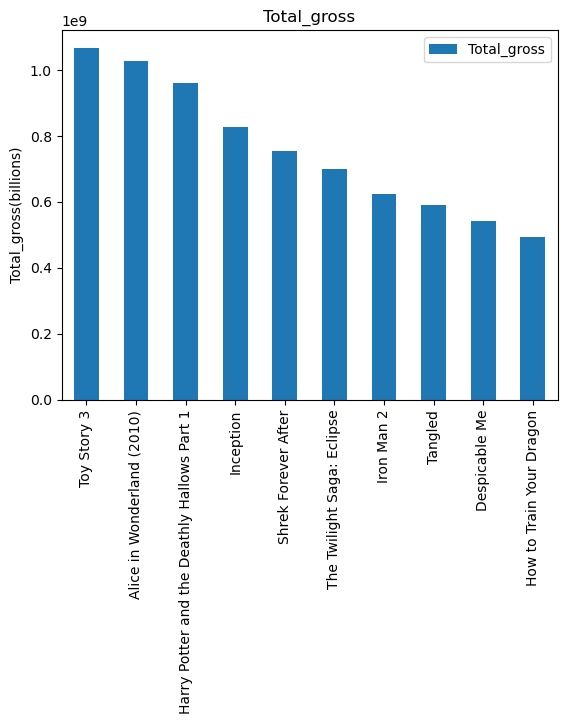 Total_gross
1e9
Total_gross
Total_gross(billions)
1.0
0.8
0.6
0.4
0.2
0.0
Toy Story 3
Alice in Wonderland (2010)
Harry Potter and the Deathly Hallows Part 1
Inception
Shrek Forever After
The Twilight Saga: Eclipse
Iron Man 2
Tangled
Despicable Me
How to Train Your Dragon